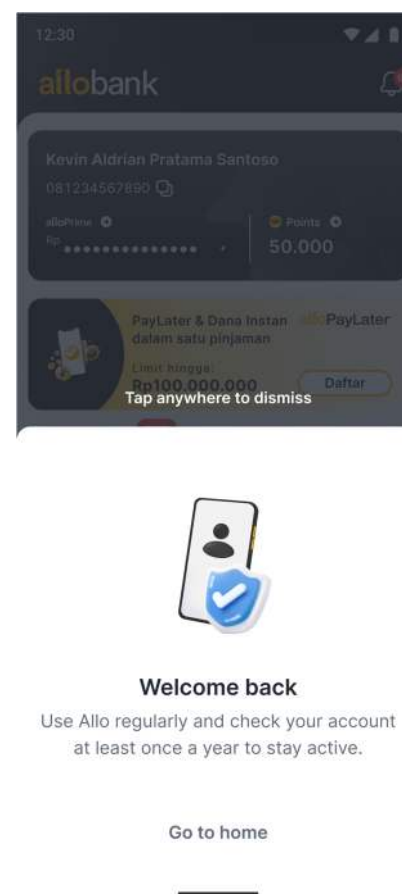 12:30
allobank
Kevin Aldrian Pratama Santoso
081234567890
alloPrime
Points
Rp
50.000
PayLater & Dana Instan
dalam satu pinjaman
alloPayLater
Limit hingga:
Rp100.000.000
Daftar
Tap anywhere to dismiss
Welcome back
Use Allo regularly and check your account
at least once a year to stay active.
Go to home